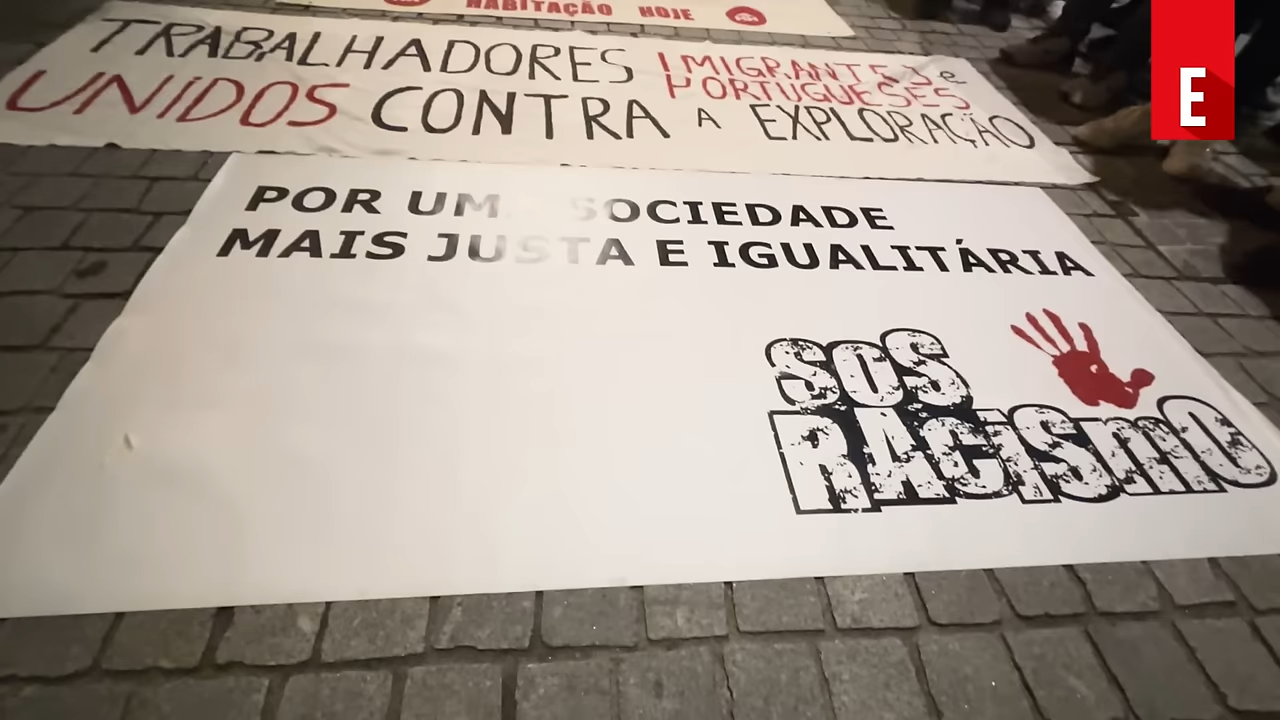 HABITAÇÃO HOJE
TRABALHADORES IMIGRANTES e
PORTUGUESES
UNIDOS CONTRA A EXPLORAÇÃO
POR UMA SOCIEDADE
MAIS JUSTA E IGUALITÁRIA
SOS
RACISMO
E